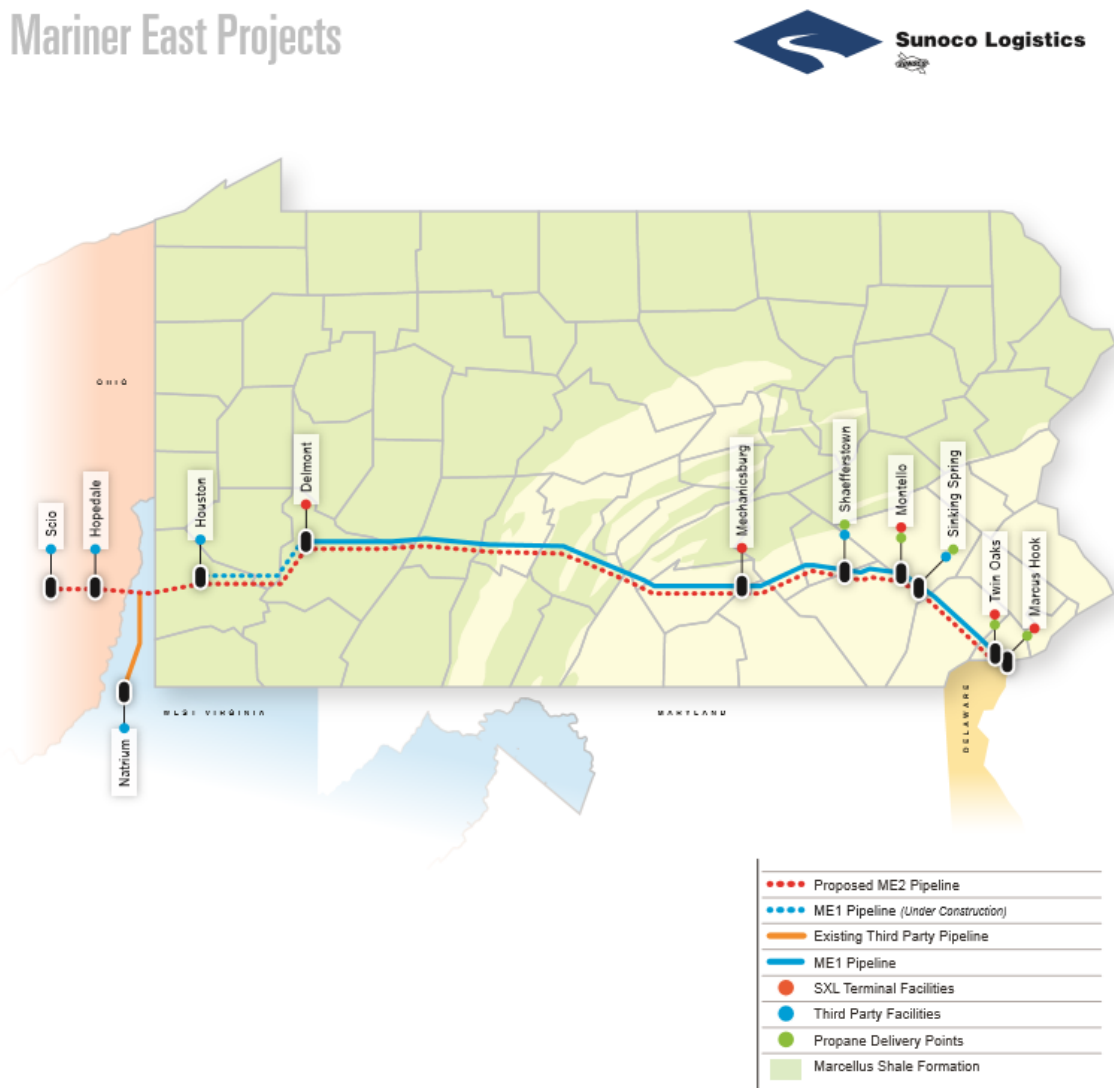 Mariner East Projects
Sunoco Logistics
SUNOCO
OHIO
Scio
Hopedale
Houston
Delmont
Mechanicsburg
Shaefferstown
Montello
Sinking Spring
Twin Oaks
Marcus Hook
Natrium
WEST VIRGINIA
MARYLAND
DELAWARE
Proposed ME2 Pipeline
ME1 Pipeline (Under Construction)
Existing Third Party Pipeline
ME1 Pipeline
SXL Terminal Facilities
Third Party Facilities
Propane Delivery Points
Marcellus Shale Formation